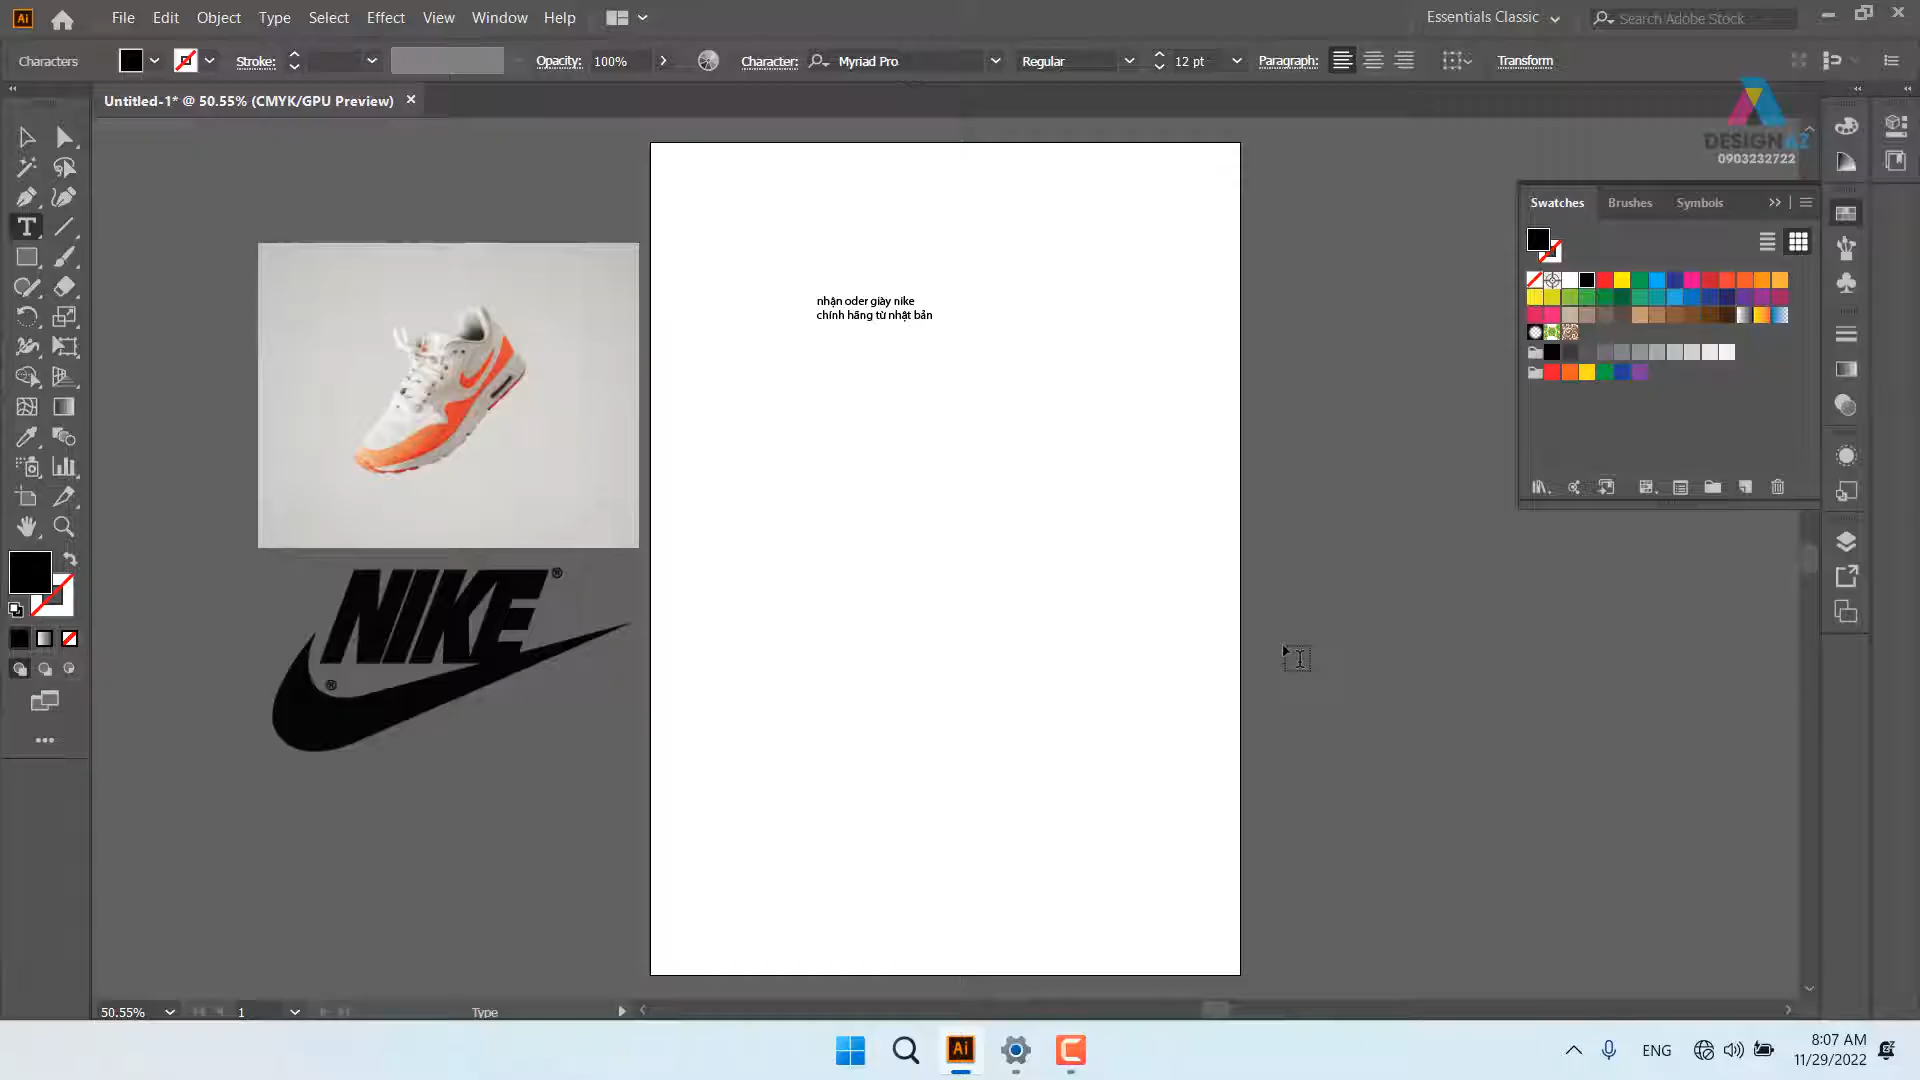 Ai File Edit Object Type Select Effect View Window Help Essentials Classic Search Adobe Stock
Characters Stroke: Opacity: 100% Character: Myriad Pro Regular 12 pt Paragraph: Transform
Untitled-1* @ 50.55% (CMYK/GPU Preview)
DESIGN AZ
0903232722
Swatches Brushes Symbols
nhận oder giày nike
chính hãng từ nhật bản
NIKE®
®
50.55% 1 Type
Ai
ENG
8:07 AM
11/29/2022